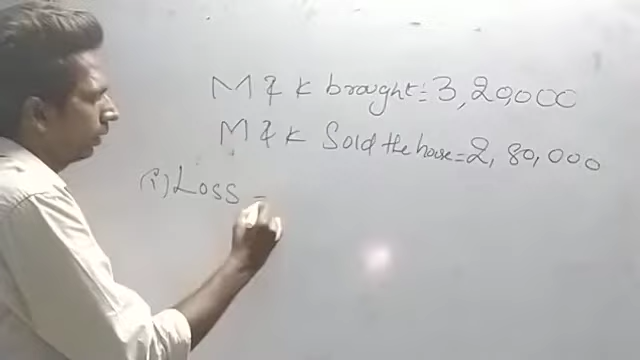 M & K brought = 3,20,000
M & K Sold the house = 2,80,000
(i) Loss =